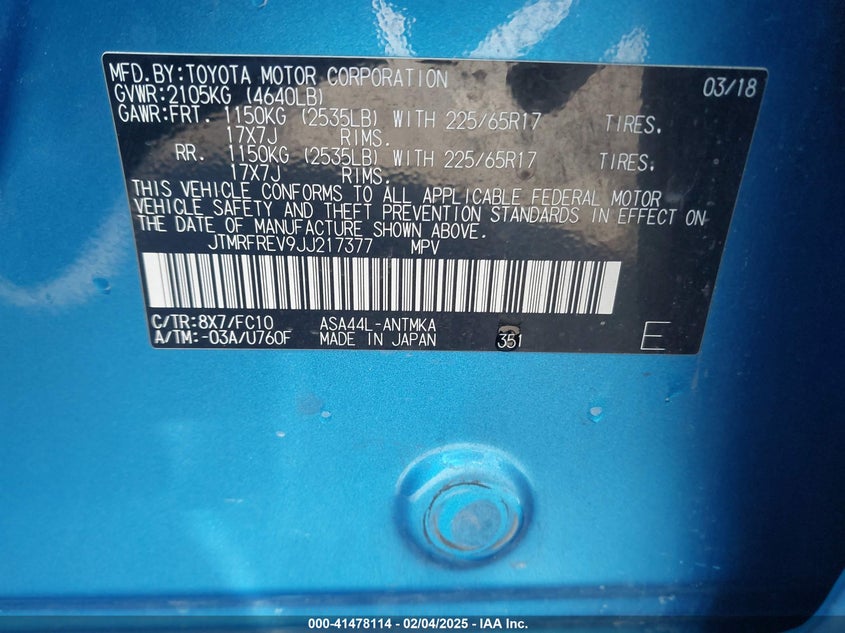 MFD.BY:TOYOTA MOTOR CORPORATION 03/18
GVWR:2105KG (4640LB)
GAWR:FRT. 1150KG (2535LB) WITH 225/65R17 TIRES,
17X7J RIMS.
RR. 1150KG (2535LB) WITH 225/65R17 TIRES,
17X7J RIMS.
THIS VEHICLE CONFORMS TO ALL APPLICABLE FEDERAL MOTOR
VEHICLE SAFETY AND THEFT PREVENTION STANDARDS IN EFFECT ON
THE DATE OF MANUFACTURE SHOWN ABOVE.
JTMRFREV9JJ217377 MPV
C/TR:8X7/FC10 ASA44L-ANTMKA
A/TM:-03A/U760F MADE IN JAPAN 351 E
000-41478114 — 02/04/2025 — IAA Inc.